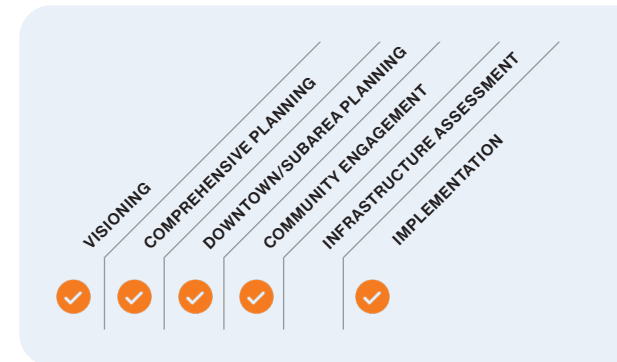 VISIONING
COMPREHENSIVE PLANNING
DOWNTOWN/SUBAREA PLANNING
COMMUNITY ENGAGEMENT
INFRASTRUCTURE ASSESSMENT
IMPLEMENTATION